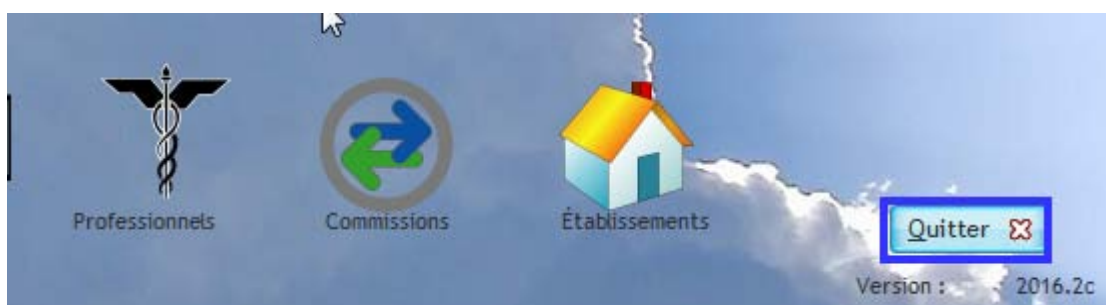 Professionnels Commissions Établissements
Quitter
Version : 2016.2c